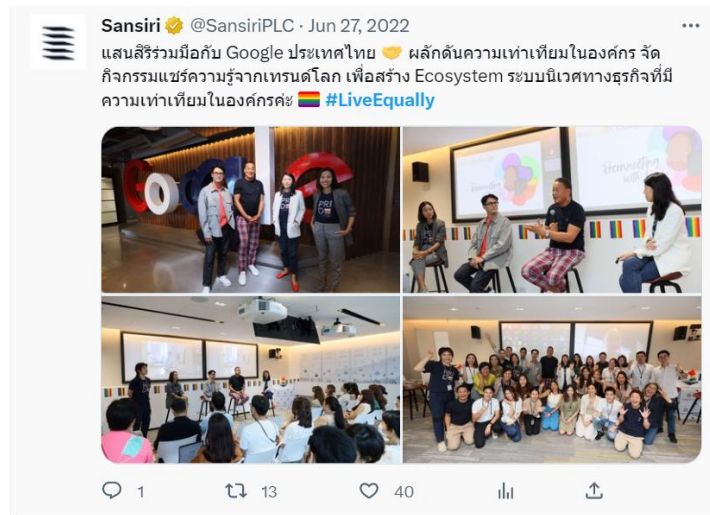 Sansiri @SansiriPLC · Jun 27, 2022
แสนสิริร่วมมือกับ Google ประเทศไทย 🤝 ผลักดันความเท่าเทียมในองค์กร จัด
กิจกรรมแชร์ความรู้จากเทรนด์โลก เพื่อสร้าง Ecosystem ระบบนิเวศทางธุรกิจที่มี
ความเท่าเทียมในองค์กรค่ะ 🏳️‍🌈 #LiveEqually
Google
PRI
PRI
Reconnecting
with
1 13 40